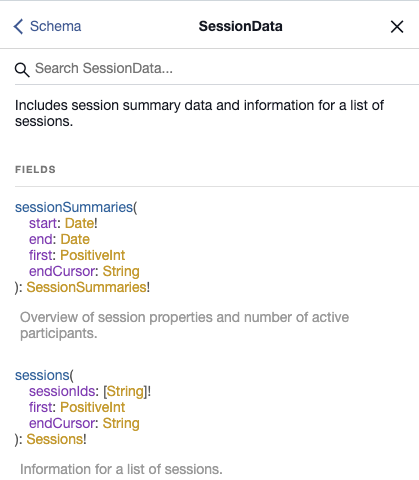 Schema
SessionData
Search SessionData...
Includes session summary data and information for a list of
sessions.
FIELDS
sessionSummaries(
start: Date!
end: Date
first: PositiveInt
endCursor: String
): SessionSummaries!
Overview of session properties and number of active
participants.
sessions(
sessionIds: [String]!
first: PositiveInt
endCursor: String
): Sessions!
Information for a list of sessions.